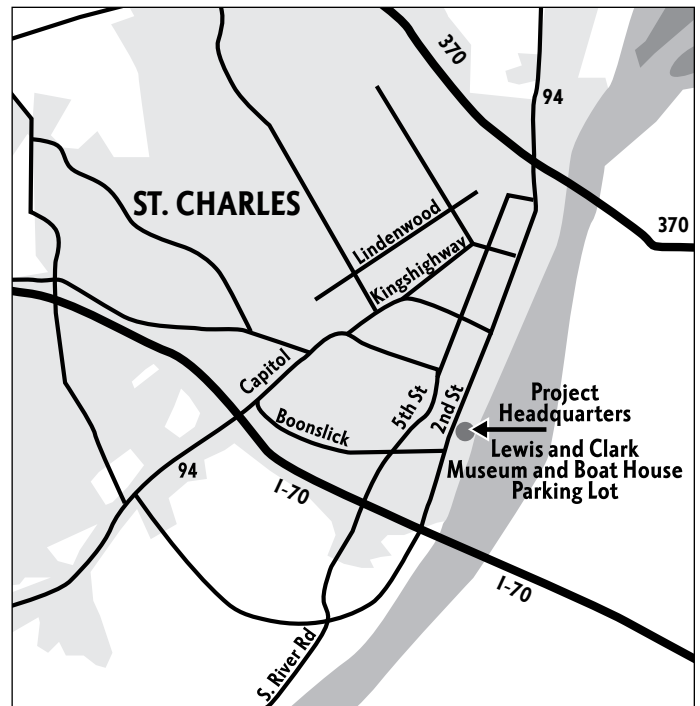 370
94
ST. CHARLES
Lindenwood
370
Kingshighway
Capitol
5th St
2nd St
Project
Headquarters
Boonslick
Lewis and Clark
Museum and Boat House
Parking Lot
94
I-70
I-70
S. River Rd